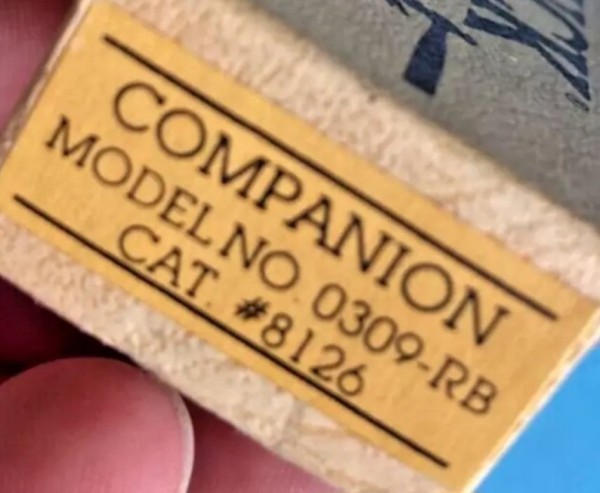 COMPANION
MODEL NO. 0309-RB
CAT. #8126